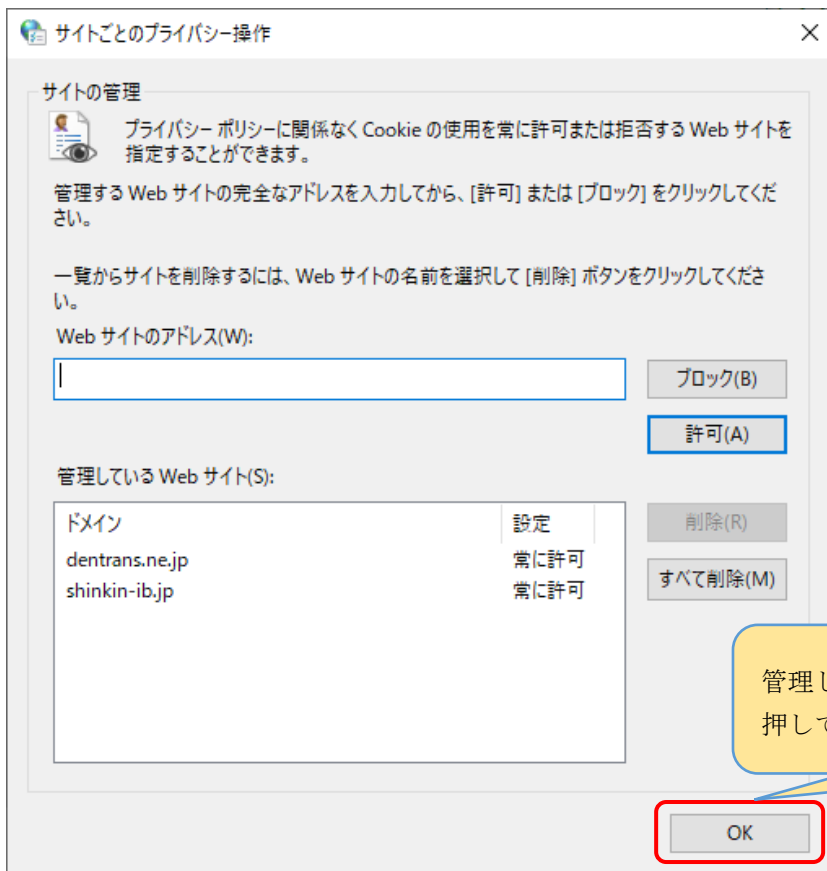 サイトごとのプライバシー操作
サイトの管理
プライバシー ポリシーに関係なく Cookie の使用を常に許可または拒否する Web サイトを
指定することができます。
管理する Web サイトの完全なアドレスを入力してから、[許可] または [ブロック] をクリックしてくだ
さい。
一覧からサイトを削除するには、Web サイトの名前を選択して [削除] ボタンをクリックしてくださ
い。
Web サイトのアドレス(W):
ブロック(B)
許可(A)
管理している Web サイト(S):
ドメイン 設定
削除(R)
dentrans.ne.jp 常に許可
shinkin-ib.jp 常に許可
すべて削除(M)
管理し
押して
OK